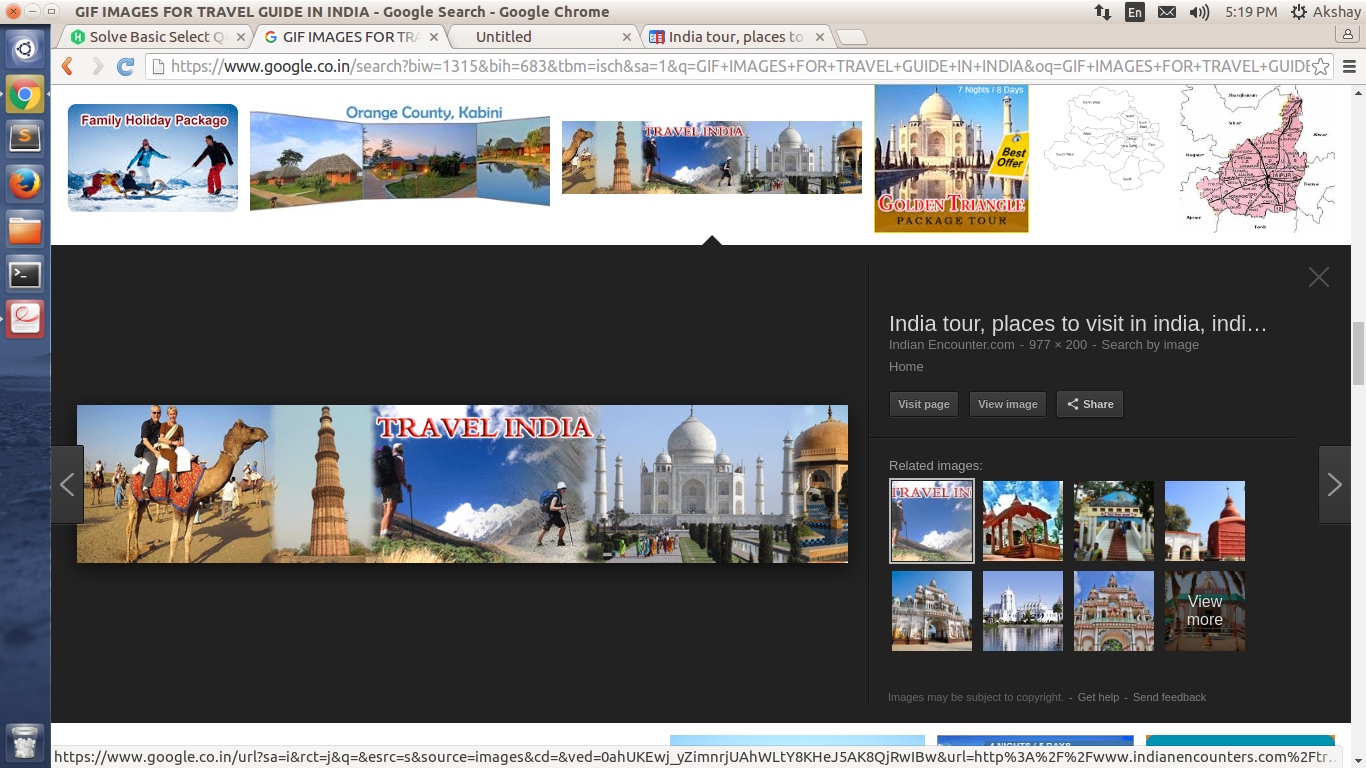 GIF IMAGES FOR TRAVEL GUIDE IN INDIA - Google Search - Google Chrome
En
5:19 PM
Akshay
Solve Basic Select Q
GIF IMAGES FOR TRA
Untitled
India tour, places to
https://www.google.co.in/search?biw=1315&bih=683&tbm=isch&sa=1&q=GIF+IMAGES+FOR+TRAVEL+GUIDE+IN+INDIA&oq=GIF+IMAGES+FOR+TRAVEL+GUIDE
Family Holiday Package
Orange County, Kabini
TRAVEL INDIA
7 Nights / 8 Days
Best
Offer
GOLDEN TRIANGLE
PACKAGE TOUR
JAIPUR
India tour, places to visit in india, indi…
Indian Encounter.com - 977 × 200 - Search by image
Home
Visit page
View image
Share
TRAVEL INDIA
Related images:
TRAVEL IN
View
more
Images may be subject to copyright. - Get help - Send feedback
4 NIGHTS / 5 DAYS
https://www.google.co.in/url?sa=i&rct=j&q=&esrc=s&source=images&cd=&ved=0ahUKEwj_yZimnrjUAhWLtY8KHeJ5AK8QjRwIBw&url=http%3A%2F%2Fwww.indianencounters.com%2Ftr...